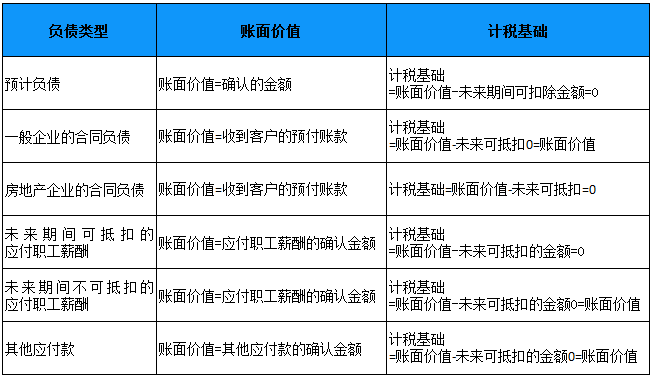 负债类型 账面价值 计税基础
预计负债 账面价值=确认的金额 计税基础
=账面价值-未来期间可扣除金额=0
一般企业的合同负债 账面价值=收到客户的预付账款 计税基础
=账面价值-未来可抵扣0=账面价值
房地产企业的合同负债 账面价值=收到客户的预付账款 计税基础=账面价值-未来可抵扣=0
未来期间可抵扣的
应付职工薪酬 账面价值=应付职工薪酬的确认金额 计税基础
=账面价值-未来可抵扣的金额=0
未来期间不可抵扣的
应付职工薪酬 账面价值=应付职工薪酬的确认金额 计税基础
=账面价值-未来可抵扣的金额0=账面价值
其他应付款 账面价值=其他应付款的确认金额 计税基础
=账面价值-未来可抵扣的金额0=账面价值